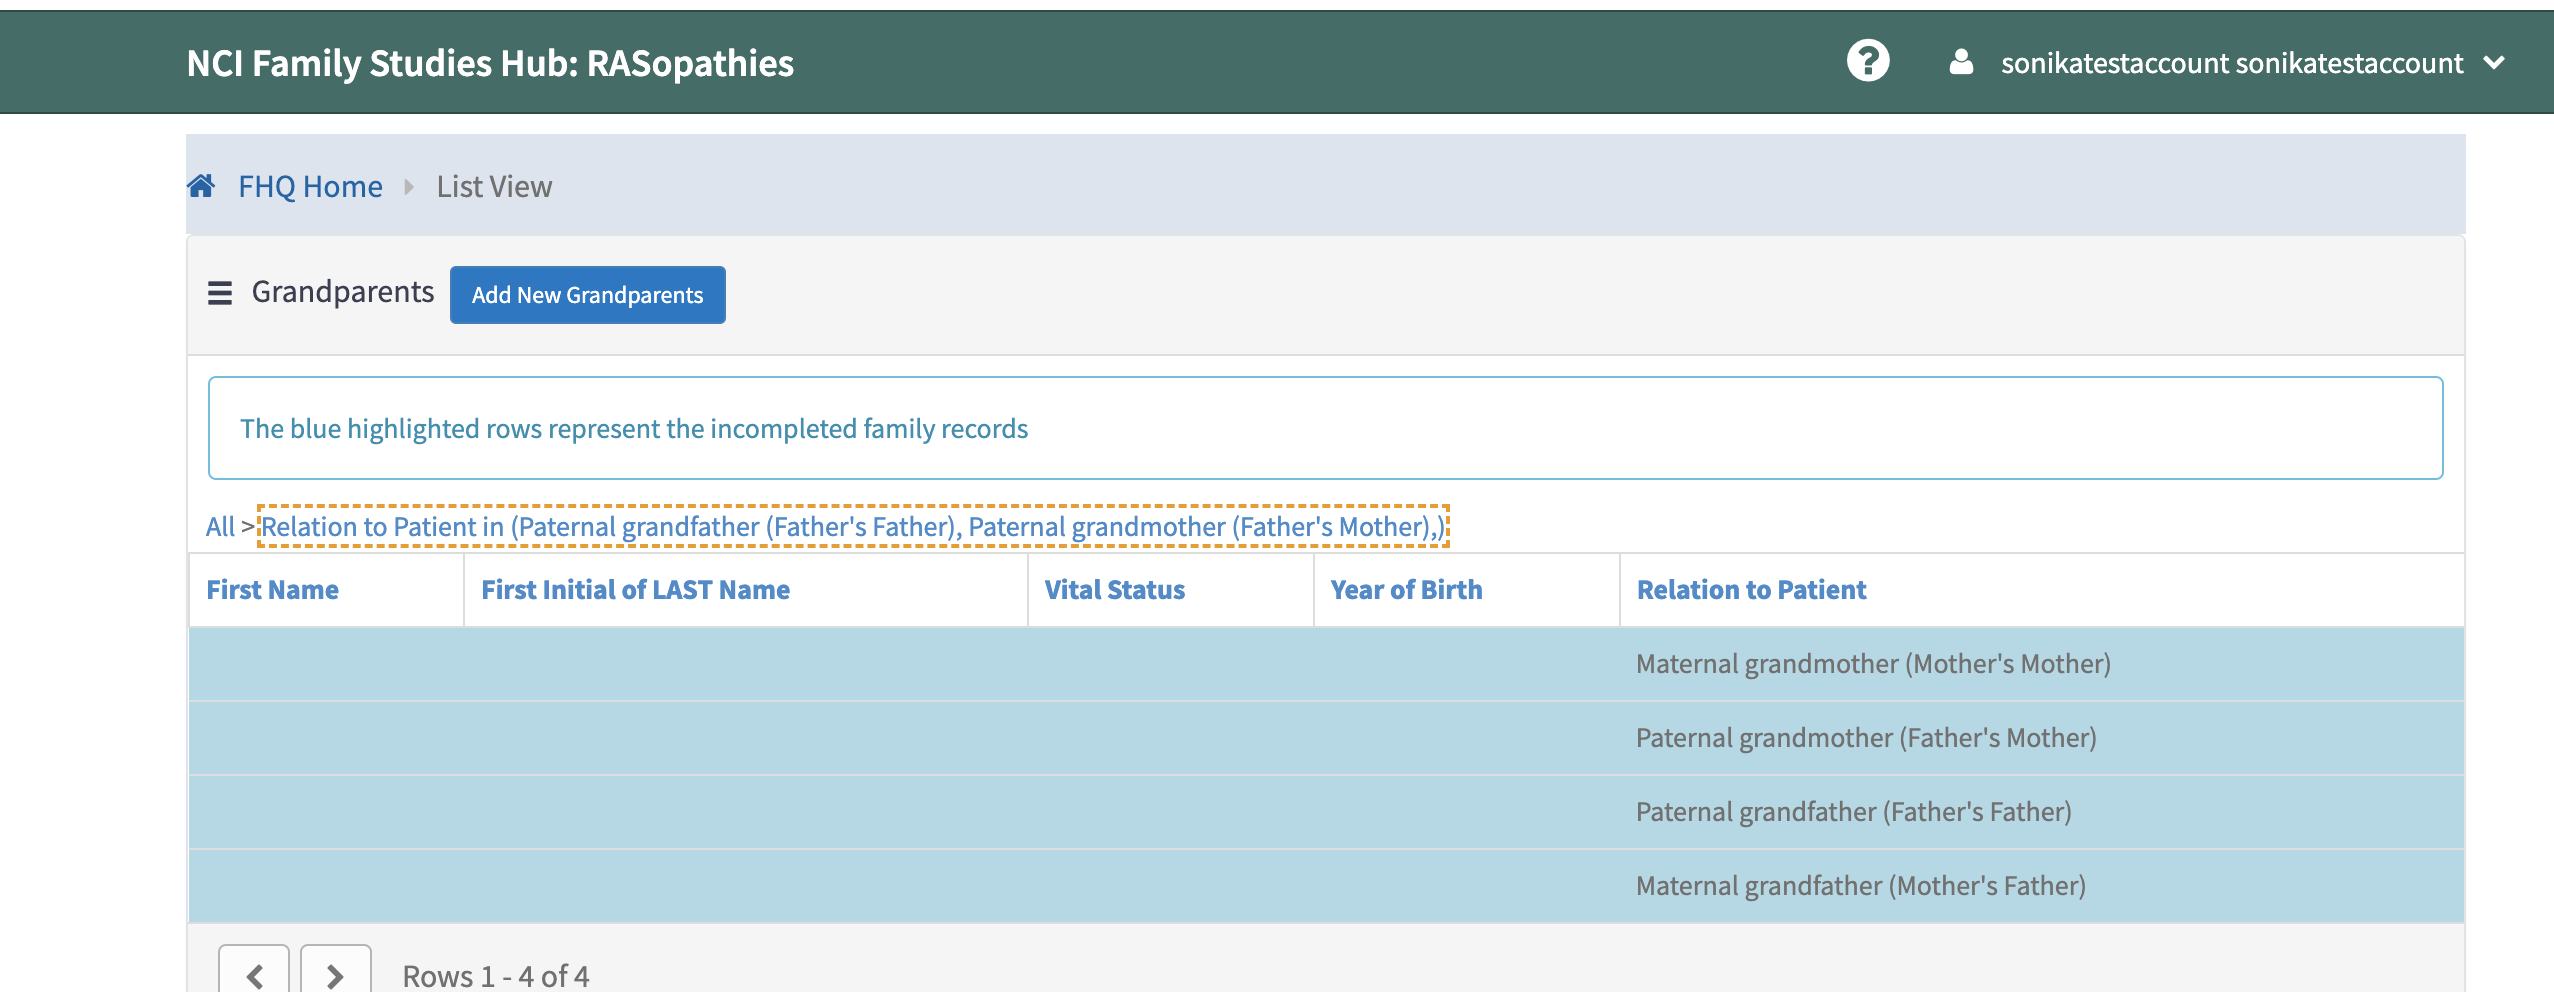 NCI Family Studies Hub: RASopathies
sonikatestaccount sonikatestaccount
FHQ Home List View
Grandparents Add New Grandparents
The blue highlighted rows represent the incompleted family records
All > Relation to Patient in (Paternal grandfather (Father's Father), Paternal grandmother (Father's Mother),)
First Name First Initial of LAST Name Vital Status Year of Birth Relation to Patient
Maternal grandmother (Mother's Mother)
Paternal grandmother (Father's Mother)
Paternal grandfather (Father's Father)
Maternal grandfather (Mother's Father)
Rows 1 - 4 of 4